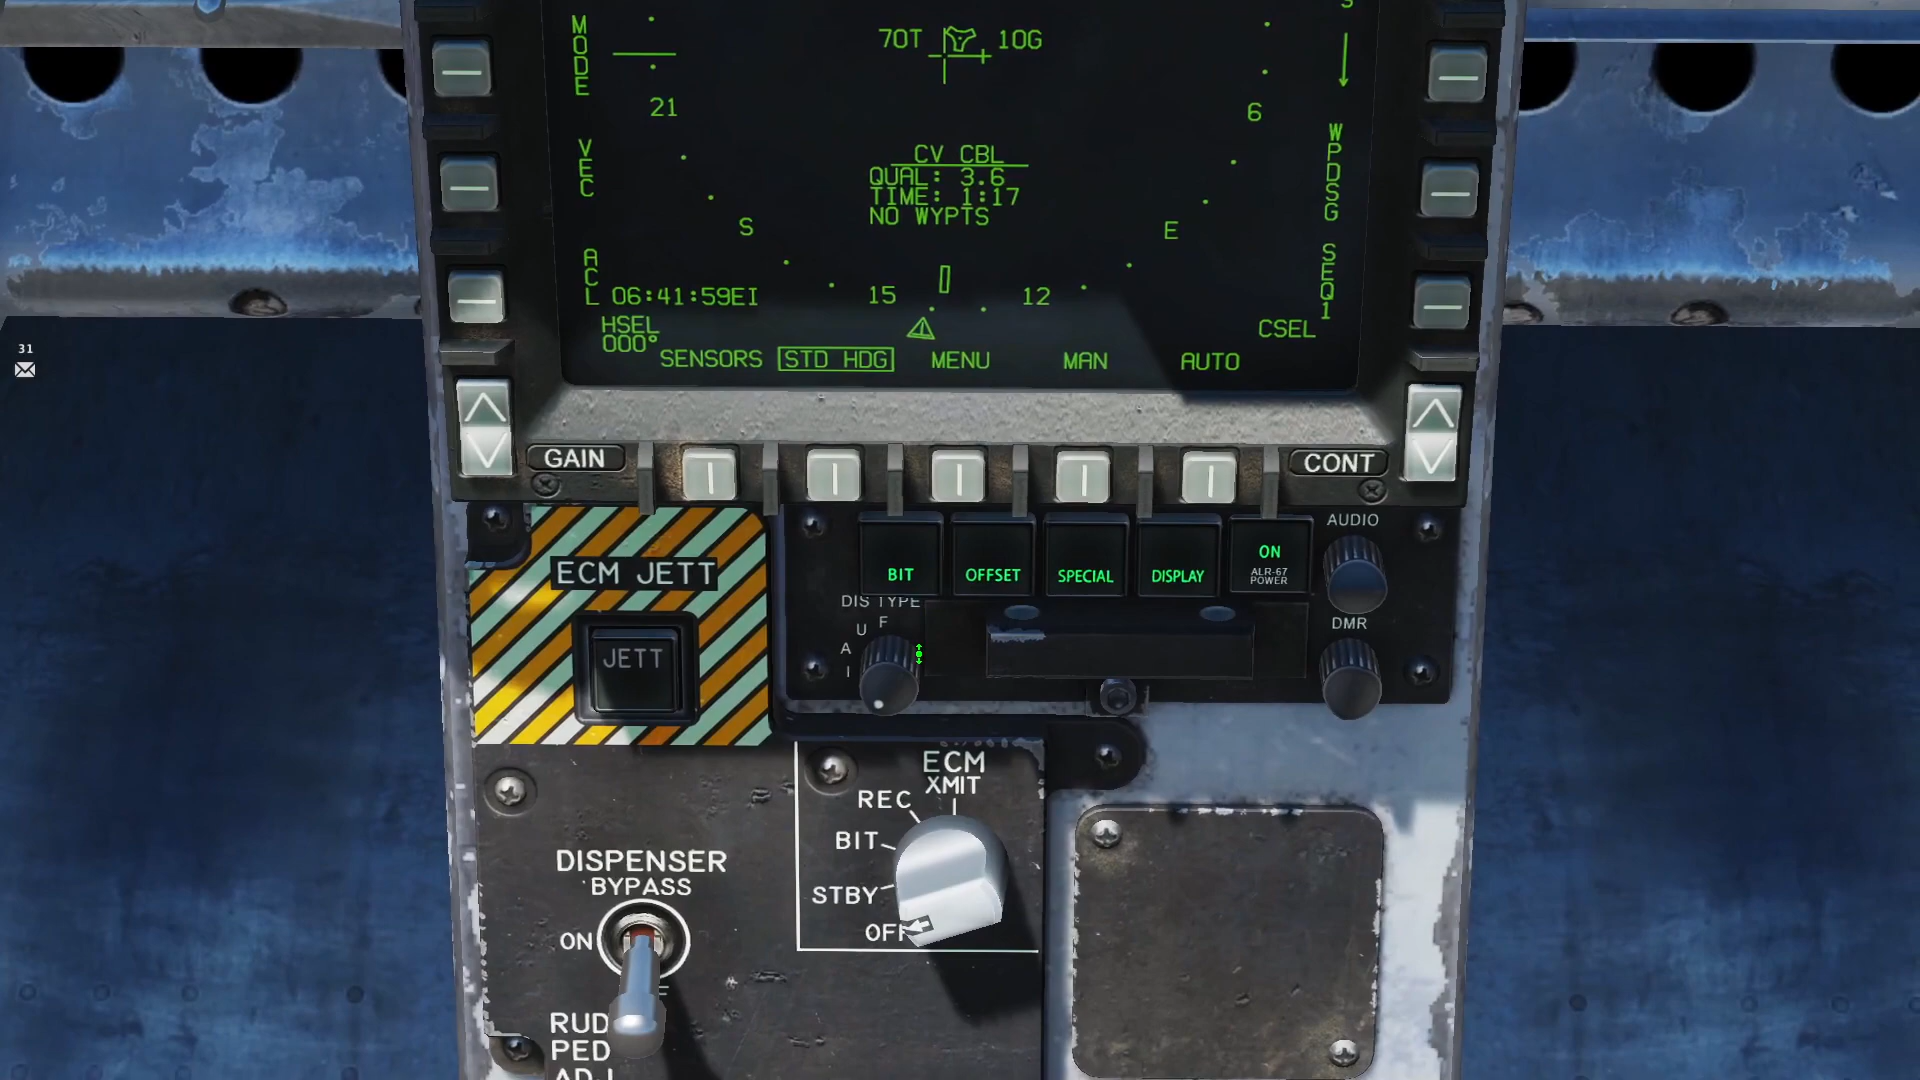 S
MODE
70T
10G
21
6
CV CBL
QUAL: 3.6
TIME: 1:17
NO WYPTS
VEC
WPDSG
S
E
ACL
SEQ1
06:41:59EI
15
12
HSEL
000°
CSEL
SENSORS
STD HDG
MENU
MAN
AUTO
31
GAIN
CONT
ECM JETT
JETT
BIT
OFFSET
SPECIAL
DISPLAY
ON
ALR-67
POWER
AUDIO
DIS TYPE
F
U
A
I
DMR
ECM
XMIT
REC
BIT
STBY
OFF
DISPENSER
BYPASS
ON
RUD
PED
ADJ